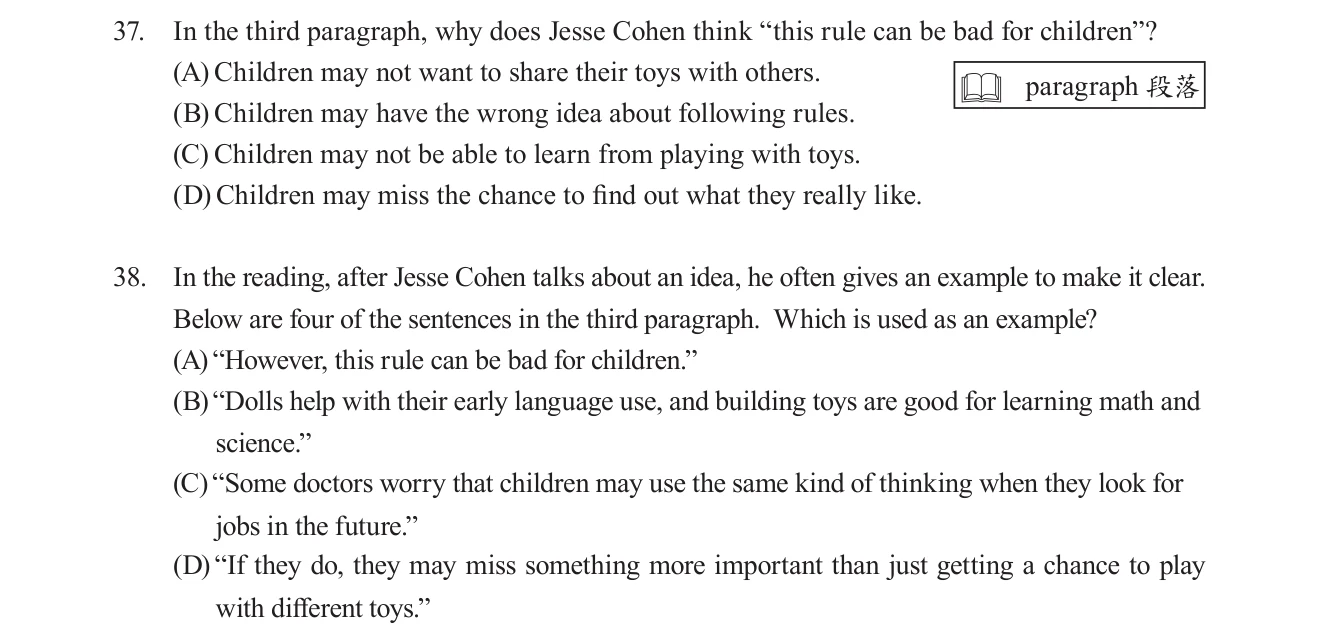 37. In the third paragraph, why does Jesse Cohen think “this rule can be bad for children”?
(A) Children may not want to share their toys with others.
paragraph 段落
(B) Children may have the wrong idea about following rules.
(C) Children may not be able to learn from playing with toys.
(D) Children may miss the chance to find out what they really like.
38. In the reading, after Jesse Cohen talks about an idea, he often gives an example to make it clear.
Below are four of the sentences in the third paragraph. Which is used as an example?
(A) “However, this rule can be bad for children.”
(B) “Dolls help with their early language use, and building toys are good for learning math and
science.”
(C) “Some doctors worry that children may use the same kind of thinking when they look for
jobs in the future.”
(D) “If they do, they may miss something more important than just getting a chance to play
with different toys.”